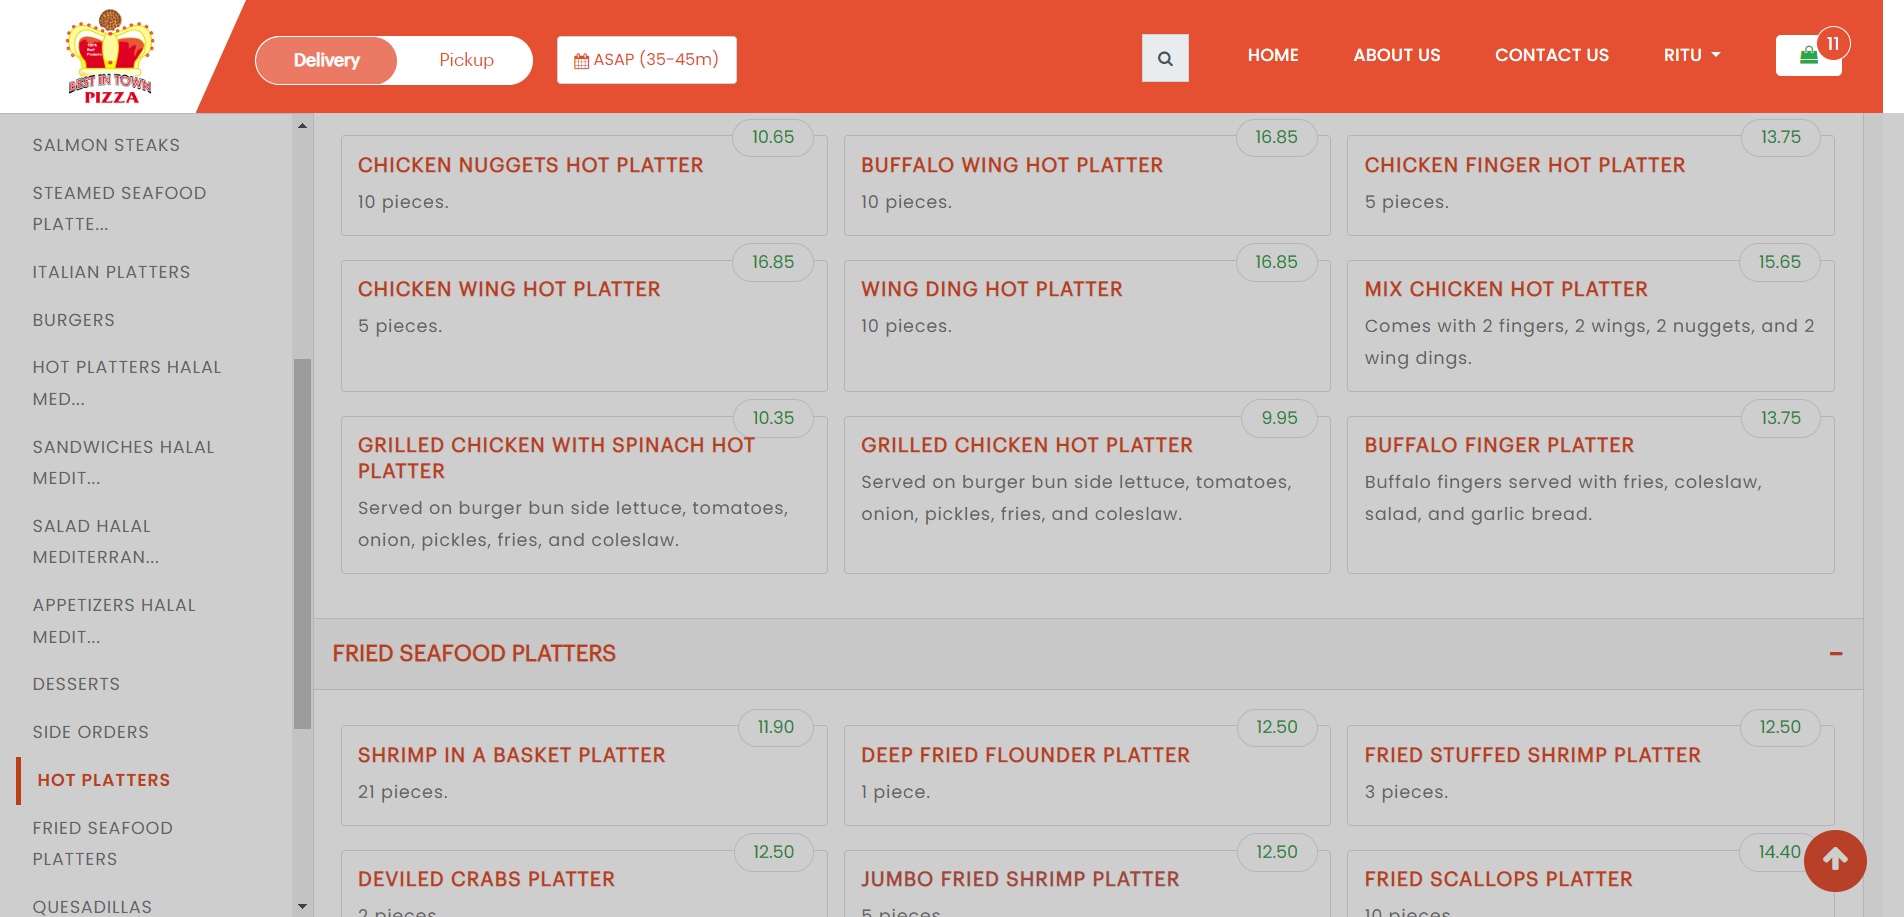 BEST IN TOWN
PIZZA
Delivery
Pickup
ASAP (35-45m)
HOME
ABOUT US
CONTACT US
RITU
11
SALMON STEAKS
STEAMED SEAFOOD
PLATTE...
ITALIAN PLATTERS
BURGERS
HOT PLATTERS HALAL
MED...
SANDWICHES HALAL
MEDIT...
SALAD HALAL
MEDITERRAN...
APPETIZERS HALAL
MEDIT...
DESSERTS
SIDE ORDERS
HOT PLATTERS
FRIED SEAFOOD
PLATTERS
QUESADILLAS
10.65
CHICKEN NUGGETS HOT PLATTER
10 pieces.
16.85
BUFFALO WING HOT PLATTER
10 pieces.
13.75
CHICKEN FINGER HOT PLATTER
5 pieces.
16.85
CHICKEN WING HOT PLATTER
5 pieces.
16.85
WING DING HOT PLATTER
10 pieces.
15.65
MIX CHICKEN HOT PLATTER
Comes with 2 fingers, 2 wings, 2 nuggets, and 2
wing dings.
10.35
GRILLED CHICKEN WITH SPINACH HOT
PLATTER
Served on burger bun side lettuce, tomatoes,
onion, pickles, fries, and coleslaw.
9.95
GRILLED CHICKEN HOT PLATTER
Served on burger bun side lettuce, tomatoes,
onion, pickles, fries, and coleslaw.
13.75
BUFFALO FINGER PLATTER
Buffalo fingers served with fries, coleslaw,
salad, and garlic bread.
FRIED SEAFOOD PLATTERS
11.90
SHRIMP IN A BASKET PLATTER
21 pieces.
12.50
DEEP FRIED FLOUNDER PLATTER
1 piece.
12.50
FRIED STUFFED SHRIMP PLATTER
3 pieces.
12.50
DEVILED CRABS PLATTER
2 pieces
12.50
JUMBO FRIED SHRIMP PLATTER
5 pieces
14.40
FRIED SCALLOPS PLATTER
10 pieces